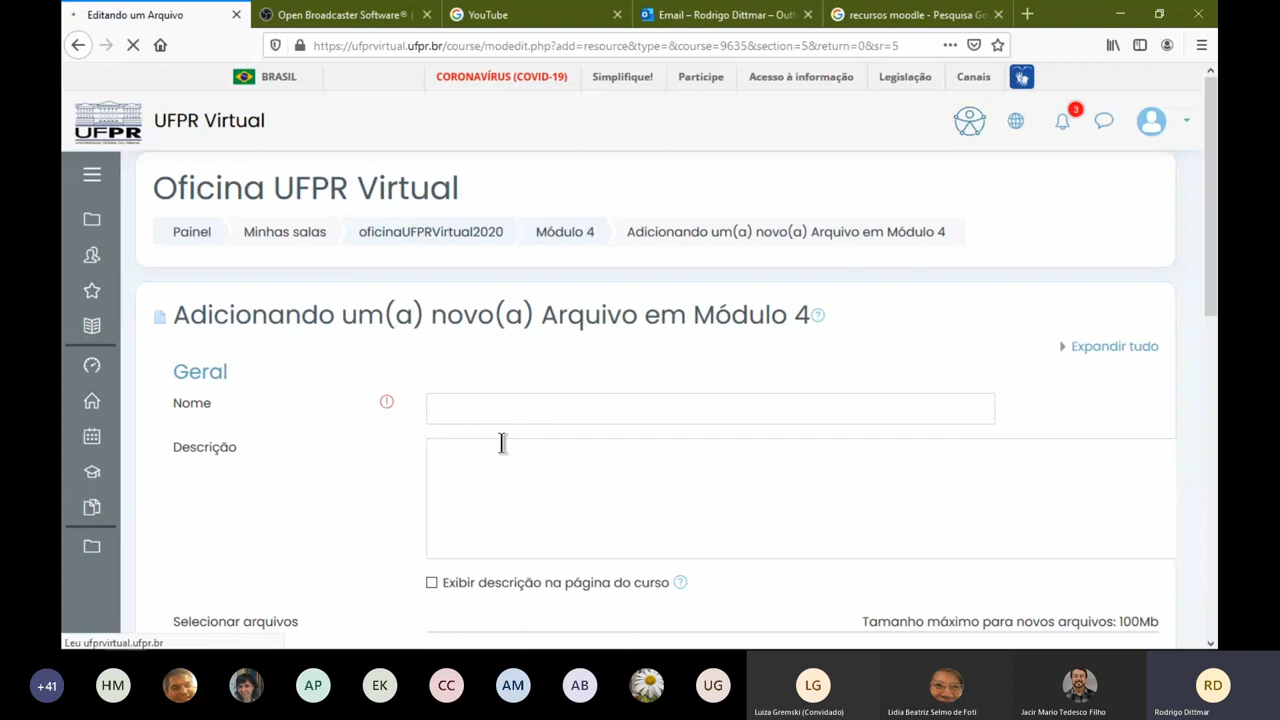 Editando um Arquivo
Open Broadcaster Software®
YouTube
Email – Rodrigo Dittmar – Outl
recursos moodle - Pesquisa Go
https://ufprvirtual.ufpr.br/course/modedit.php?add=resource&type=&course=9635&section=5&return=0&sr=5
BRASIL
CORONAVÍRUS (COVID-19)
Simplifique!
Participe
Acesso à informação
Legislação
Canais
UFPR
UFPR Virtual
3
Oficina UFPR Virtual
Painel
Minhas salas
oficinaUFPRVirtual2020
Módulo 4
Adicionando um(a) novo(a) Arquivo em Módulo 4
Adicionando um(a) novo(a) Arquivo em Módulo 4
Expandir tudo
Geral
Nome
Descrição
Exibir descrição na página do curso
Selecionar arquivos
Tamanho máximo para novos arquivos: 100Mb
Leu ufprvirtual.ufpr.br
+41
HM
AP
EK
CC
AM
AB
UG
LG
RD
Luiza Gremski (Convidado)
Lidia Beatriz Selmo de Foti
Jacir Mario Tedesco Filho
Rodrigo Dittmar